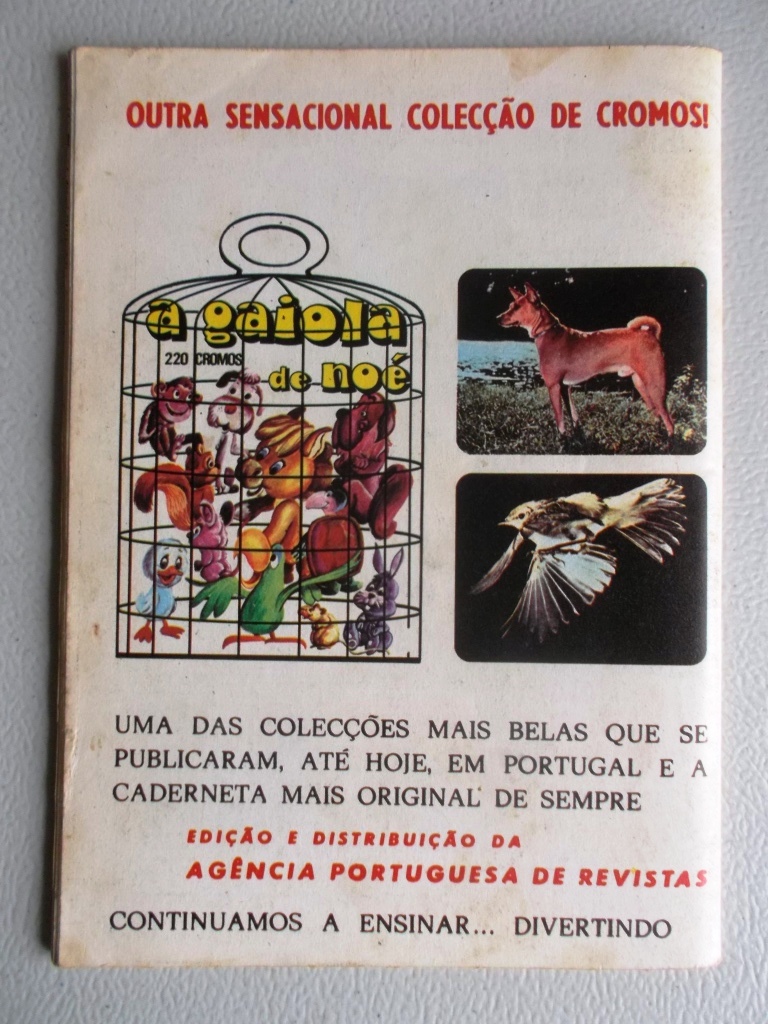 OUTRA SENSACIONAL COLECÇÃO DE CROMOS!
a gaiola
220 CROMOS
de noé
UMA DAS COLECÇÕES MAIS BELAS QUE SE
PUBLICARAM, ATÉ HOJE, EM PORTUGAL E A
CADERNETA MAIS ORIGINAL DE SEMPRE
EDIÇÃO E DISTRIBUIÇÃO DA
AGÊNCIA PORTUGUESA DE REVISTAS
CONTINUAMOS A ENSINAR... DIVERTINDO